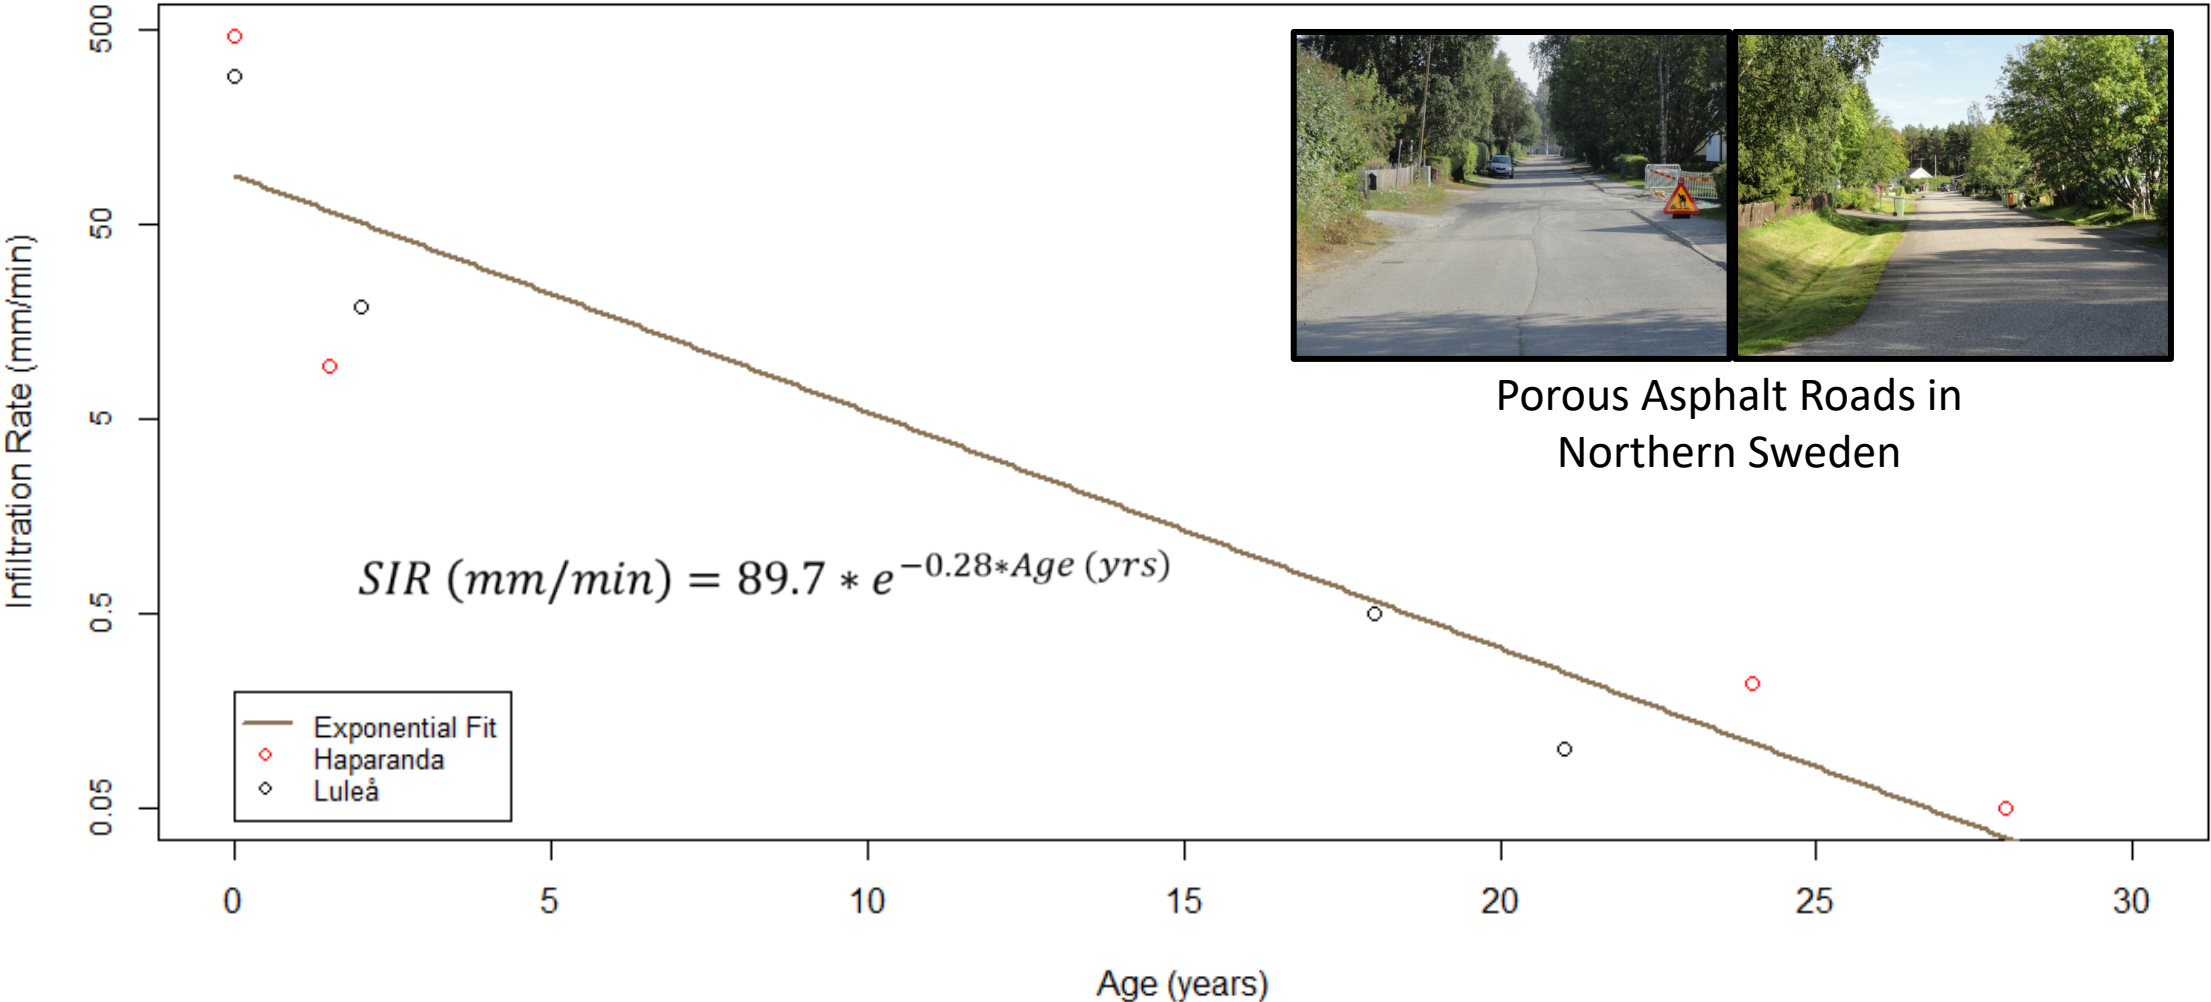 500
50
5
0.5
0.05
Infiltration Rate (mm/min)
Porous Asphalt Roads in
Northern Sweden
SIR (mm/min) = 89.7 * e^{−0.28*Age (yrs)}
Exponential Fit
Haparanda
Luleå
0 5 10 15 20 25 30
Age (years)